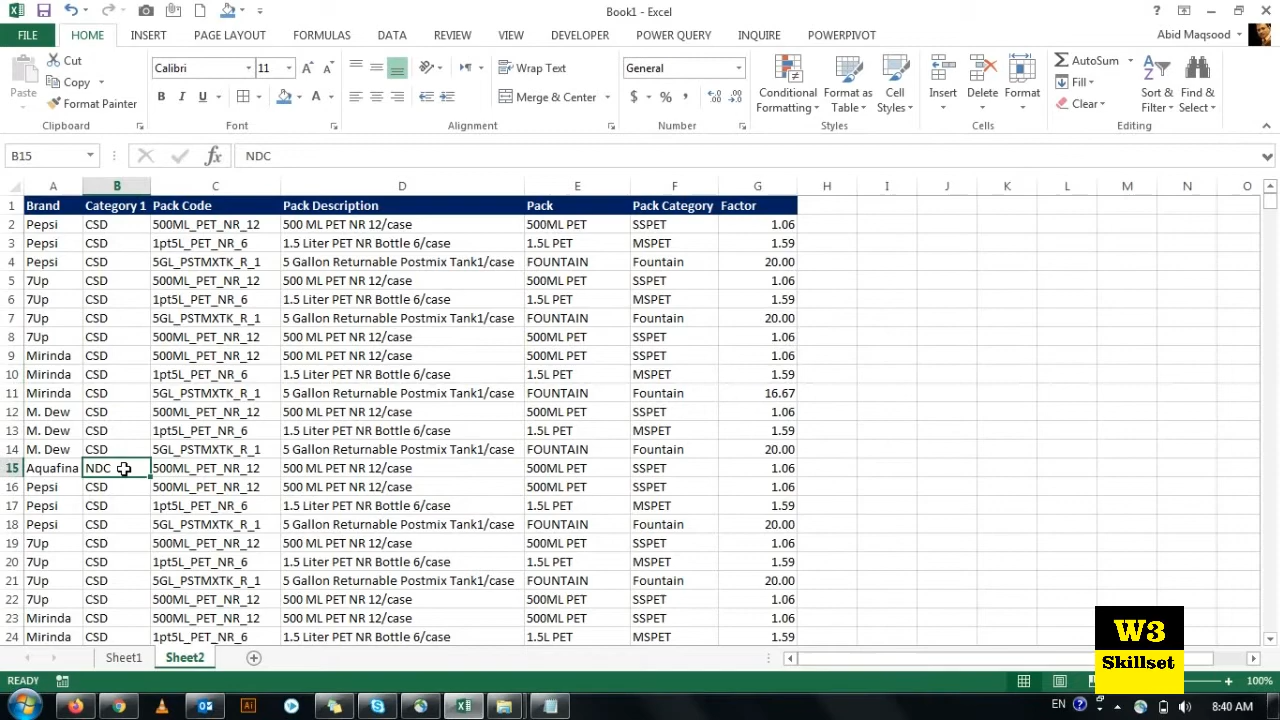 Book1 - Excel
FILE HOME INSERT PAGE LAYOUT FORMULAS DATA REVIEW VIEW DEVELOPER POWER QUERY INQUIRE POWERPIVOT Abid Maqsood
Paste
Cut
Copy
Format Painter
Clipboard
Calibri 11
B I U
Font
Wrap Text
Merge & Center
Alignment
General
$ % ,
Number
Conditional Formatting
Format as Table
Cell Styles
Styles
Insert
Delete
Format
Cells
AutoSum
Fill
Clear
Sort & Filter
Find & Select
Editing
B15 fx NDC
A B C D E F G H I J K L M N O
1 Brand Category 1 Pack Code Pack Description Pack Pack Category Factor
2 Pepsi CSD 500ML_PET_NR_12 500 ML PET NR 12/case 500ML PET SSPET 1.06
3 Pepsi CSD 1pt5L_PET_NR_6 1.5 Liter PET NR Bottle 6/case 1.5L PET MSPET 1.59
4 Pepsi CSD 5GL_PSTMXTK_R_1 5 Gallon Returnable Postmix Tank1/case FOUNTAIN Fountain 20.00
5 7Up CSD 500ML_PET_NR_12 500 ML PET NR 12/case 500ML PET SSPET 1.06
6 7Up CSD 1pt5L_PET_NR_6 1.5 Liter PET NR Bottle 6/case 1.5L PET MSPET 1.59
7 7Up CSD 5GL_PSTMXTK_R_1 5 Gallon Returnable Postmix Tank1/case FOUNTAIN Fountain 20.00
8 7Up CSD 500ML_PET_NR_12 500 ML PET NR 12/case 500ML PET SSPET 1.06
9 Mirinda CSD 500ML_PET_NR_12 500 ML PET NR 12/case 500ML PET SSPET 1.06
10 Mirinda CSD 1pt5L_PET_NR_6 1.5 Liter PET NR Bottle 6/case 1.5L PET MSPET 1.59
11 Mirinda CSD 5GL_PSTMXTK_R_1 5 Gallon Returnable Postmix Tank1/case FOUNTAIN Fountain 16.67
12 M. Dew CSD 500ML_PET_NR_12 500 ML PET NR 12/case 500ML PET SSPET 1.06
13 M. Dew CSD 1pt5L_PET_NR_6 1.5 Liter PET NR Bottle 6/case 1.5L PET MSPET 1.59
14 M. Dew CSD 5GL_PSTMXTK_R_1 5 Gallon Returnable Postmix Tank1/case FOUNTAIN Fountain 20.00
15 Aquafina NDC 500ML_PET_NR_12 500 ML PET NR 12/case 500ML PET SSPET 1.06
16 Pepsi CSD 500ML_PET_NR_12 500 ML PET NR 12/case 500ML PET SSPET 1.06
17 Pepsi CSD 1pt5L_PET_NR_6 1.5 Liter PET NR Bottle 6/case 1.5L PET MSPET 1.59
18 Pepsi CSD 5GL_PSTMXTK_R_1 5 Gallon Returnable Postmix Tank1/case FOUNTAIN Fountain 20.00
19 7Up CSD 500ML_PET_NR_12 500 ML PET NR 12/case 500ML PET SSPET 1.06
20 7Up CSD 1pt5L_PET_NR_6 1.5 Liter PET NR Bottle 6/case 1.5L PET MSPET 1.59
21 7Up CSD 5GL_PSTMXTK_R_1 5 Gallon Returnable Postmix Tank1/case FOUNTAIN Fountain 20.00
22 7Up CSD 500ML_PET_NR_12 500 ML PET NR 12/case 500ML PET SSPET 1.06
23 Mirinda CSD 500ML_PET_NR_12 500 ML PET NR 12/case 500ML PET SSPET 1.06
24 Mirinda CSD 1pt5L_PET_NR_6 1.5 Liter PET NR Bottle 6/case 1.5L PET MSPET 1.59
W3
Skillset
Sheet1 Sheet2
READY 100%
EN 8:40 AM